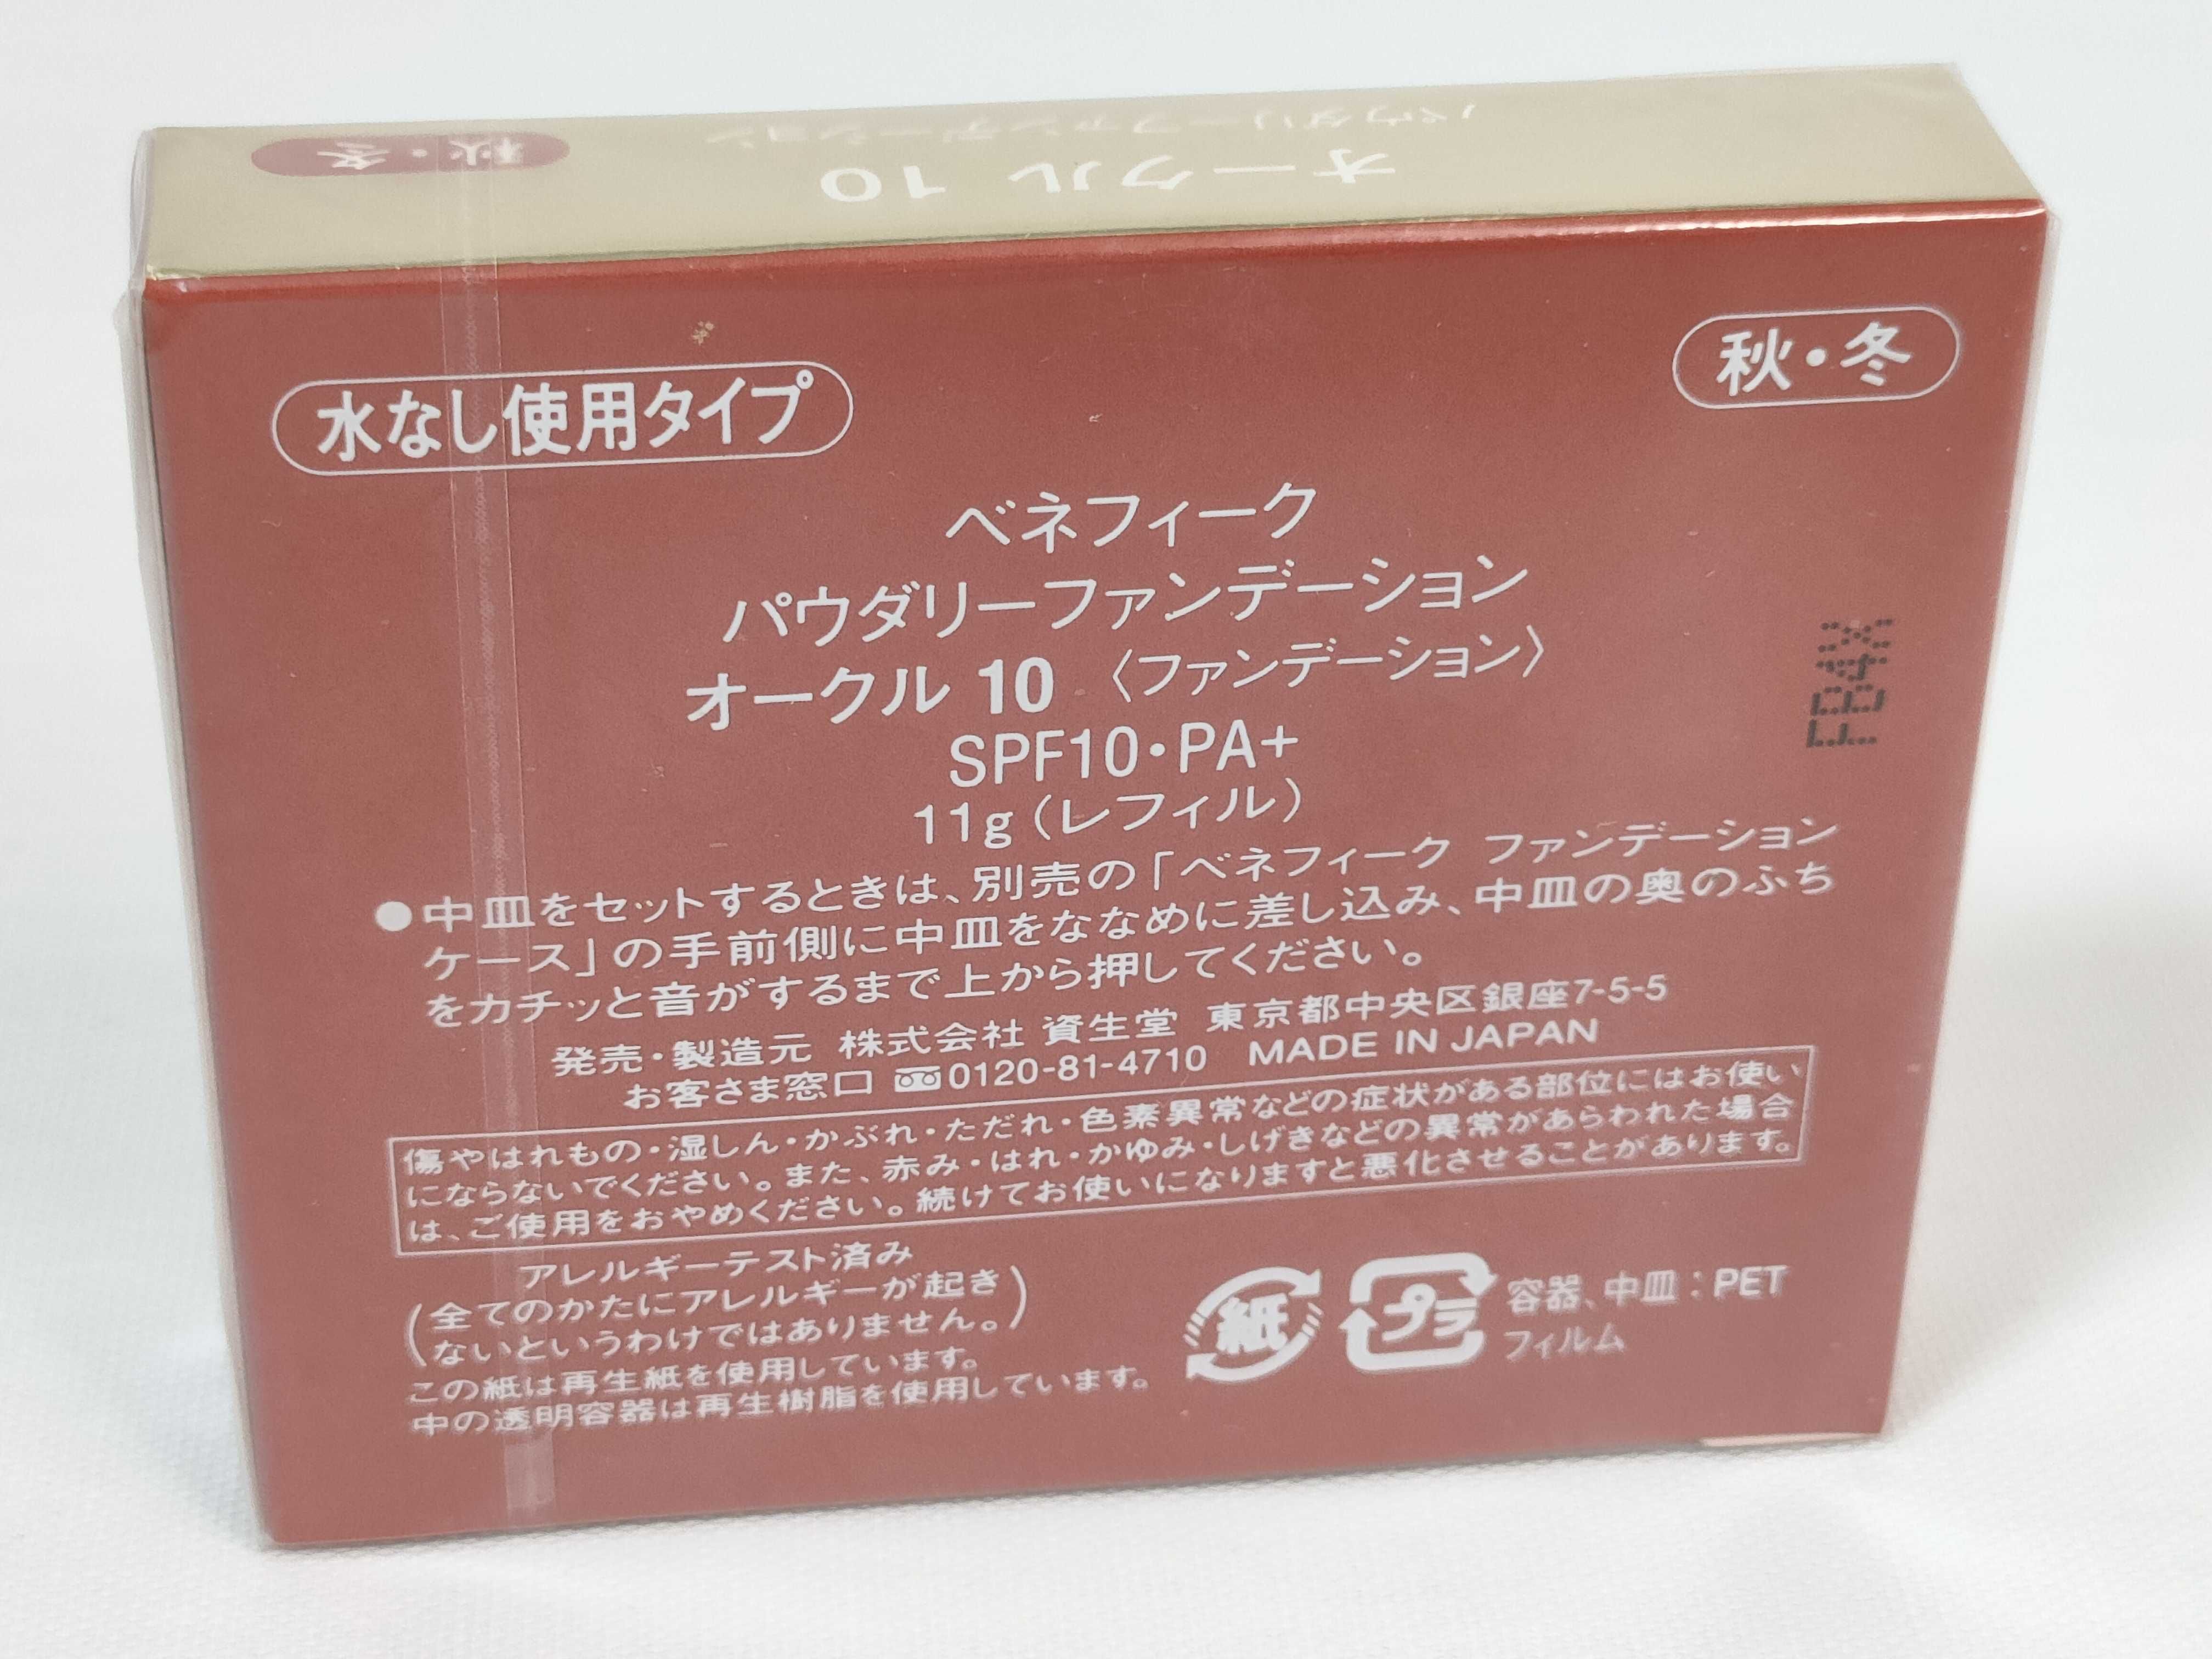 パウダリーファンデーション
オークル 10
秋・冬
水なし使用タイプ
秋・冬
ベネフィーク
パウダリーファンデーション
オークル 10 〈ファンデーション〉
SPF10・PA+
11g（レフィル）
FB4X
●中皿をセットするときは、別売の「ベネフィーク ファンデーション
ケース」の手前側に中皿をななめに差し込み、中皿の奥のふち
をカチッと音がするまで上から押してください。
発売・製造元 株式会社 資生堂 東京都中央区銀座7-5-5
お客さま窓口 0120-81-4710 MADE IN JAPAN
傷やはれもの・湿しん・かぶれ・ただれ・色素異常などの症状がある部位にはお使い
にならないでください。また、赤み・はれ・かゆみ・しげきなどの異常があらわれた場合
は、ご使用をおやめください。続けてお使いになりますと悪化させることがあります。
アレルギーテスト済み
（全てのかたにアレルギーが起き
ないというわけではありません。）
この紙は再生紙を使用しています。
中の透明容器は再生樹脂を使用しています。
紙
プラ
容器、中皿：PET
フィルム